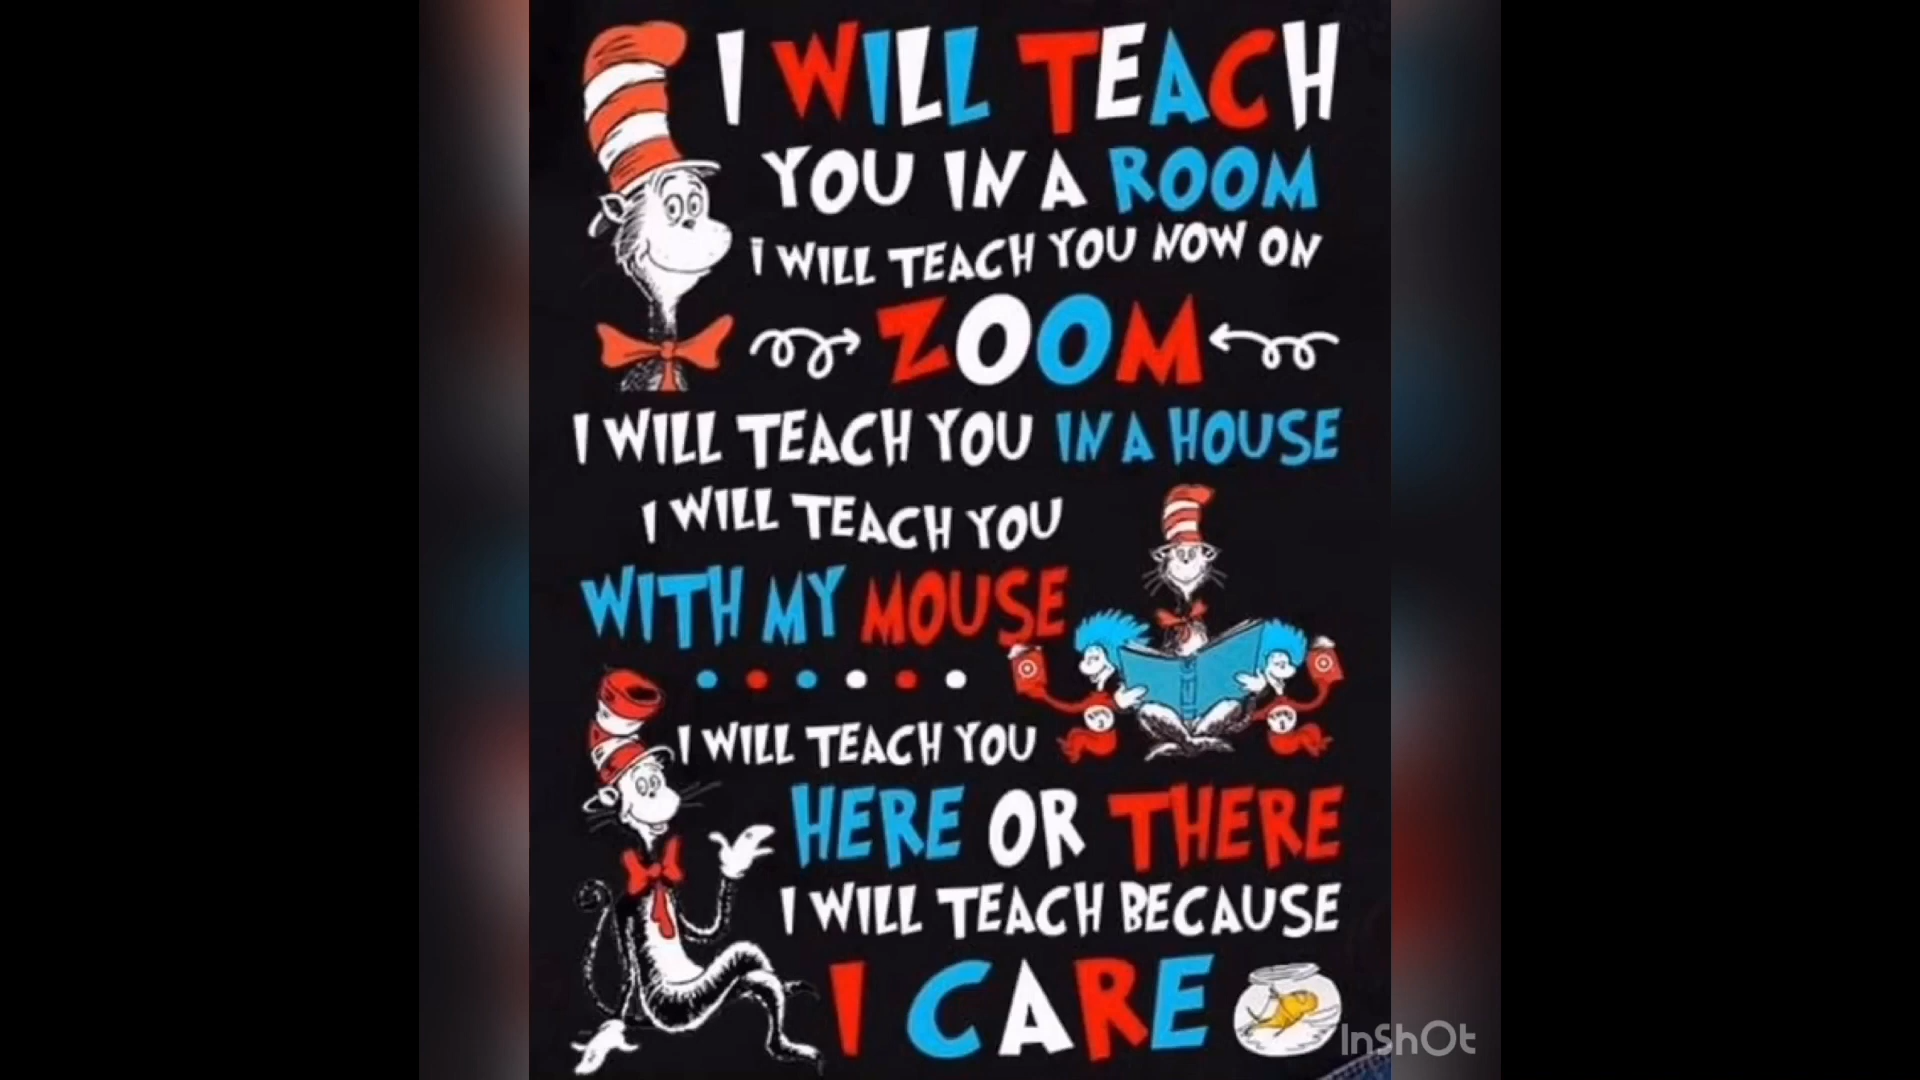 I WILL TEACH
YOU IN A ROOM
I WILL TEACH YOU NOW ON
ZOOM
I WILL TEACH YOU IN A HOUSE
I WILL TEACH YOU
WITH MY MOUSE
I WILL TEACH YOU
HERE OR THERE
I WILL TEACH BECAUSE
I CARE
InShOt